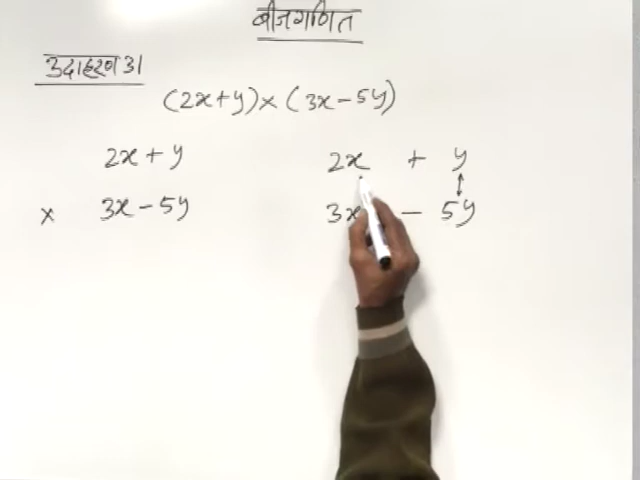 बीजगणित
उदाहरण 31
(2x+y)×(3x-5y)
2x+y
× 3x-5y
2x + y
3x - 5y